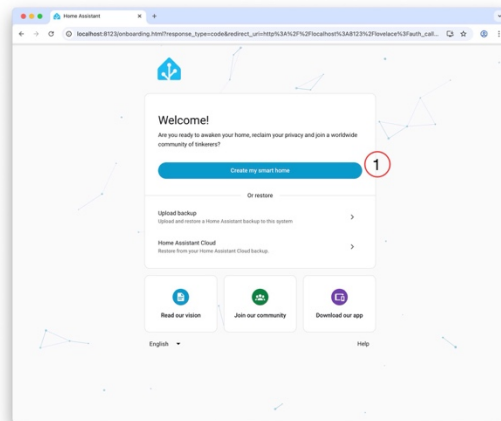 Home Assistant
localhost:8123/onboarding.html?response_type=code&redirect_uri=http%3A%2F%2Flocalhost%3A8123%2Flovelace%3Fauth_call...
Welcome!
Are you ready to awaken your home, reclaim your privacy and join a worldwide
community of tinkerers?
Create my smart home
1
Or restore
Upload backup
Upload and restore a Home Assistant backup to this system
Home Assistant Cloud
Restore from your Home Assistant Cloud backup
Read our vision
Join our community
Download our app
English
Help